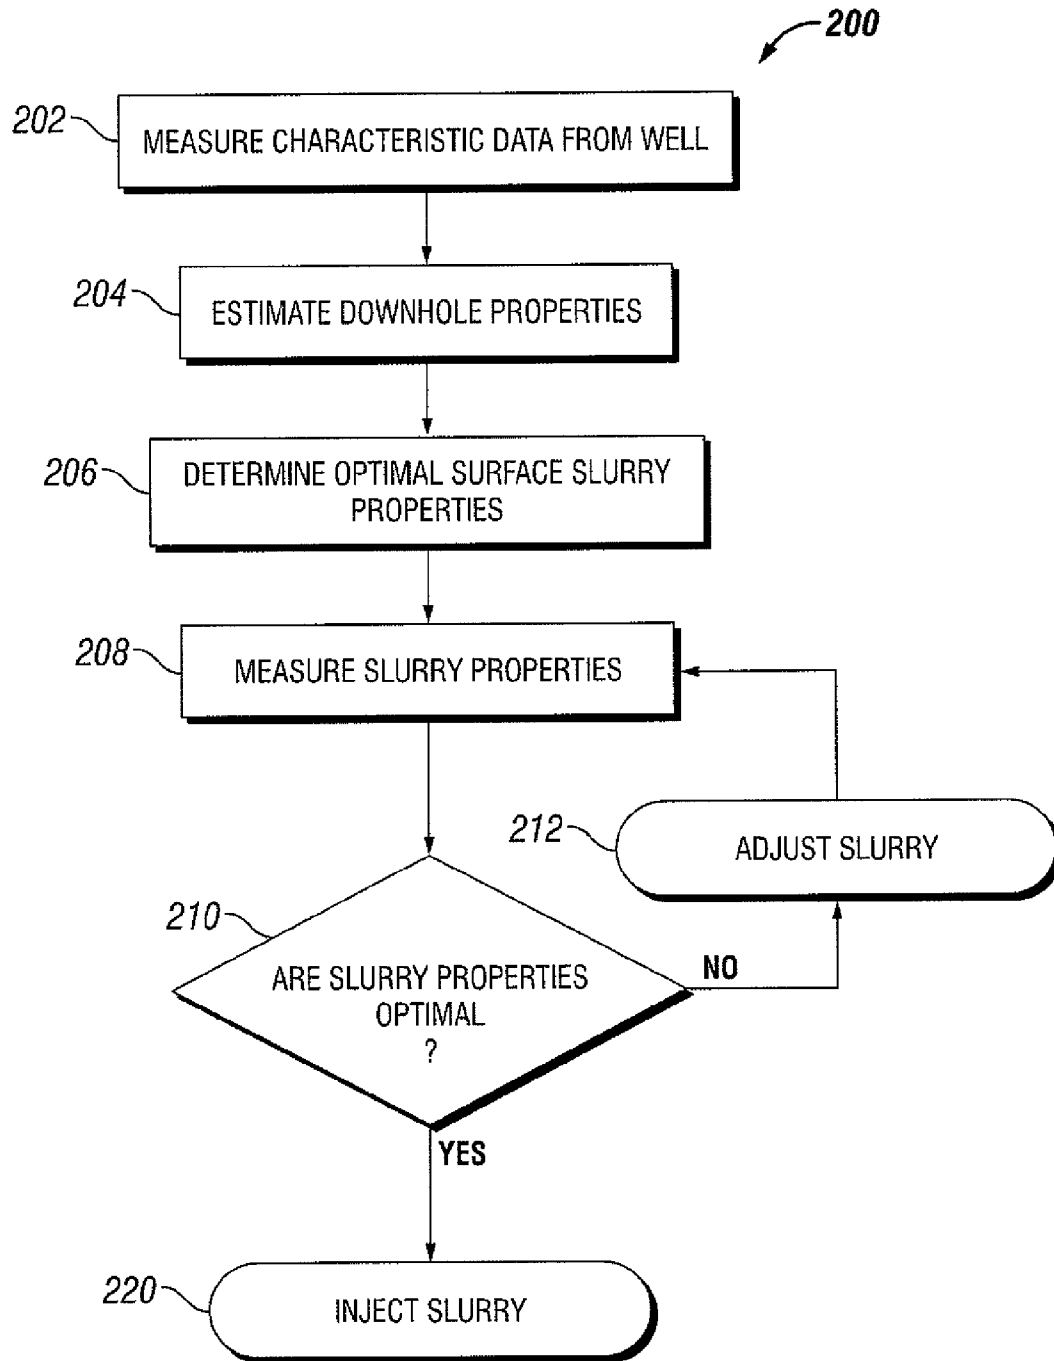 200
202
MEASURE CHARACTERISTIC DATA FROM WELL
204
ESTIMATE DOWNHOLE PROPERTIES
206
DETERMINE OPTIMAL SURFACE SLURRY
PROPERTIES
208
MEASURE SLURRY PROPERTIES
212
ADJUST SLURRY
210
ARE SLURRY PROPERTIES
OPTIMAL
?
NO
YES
220
INJECT SLURRY